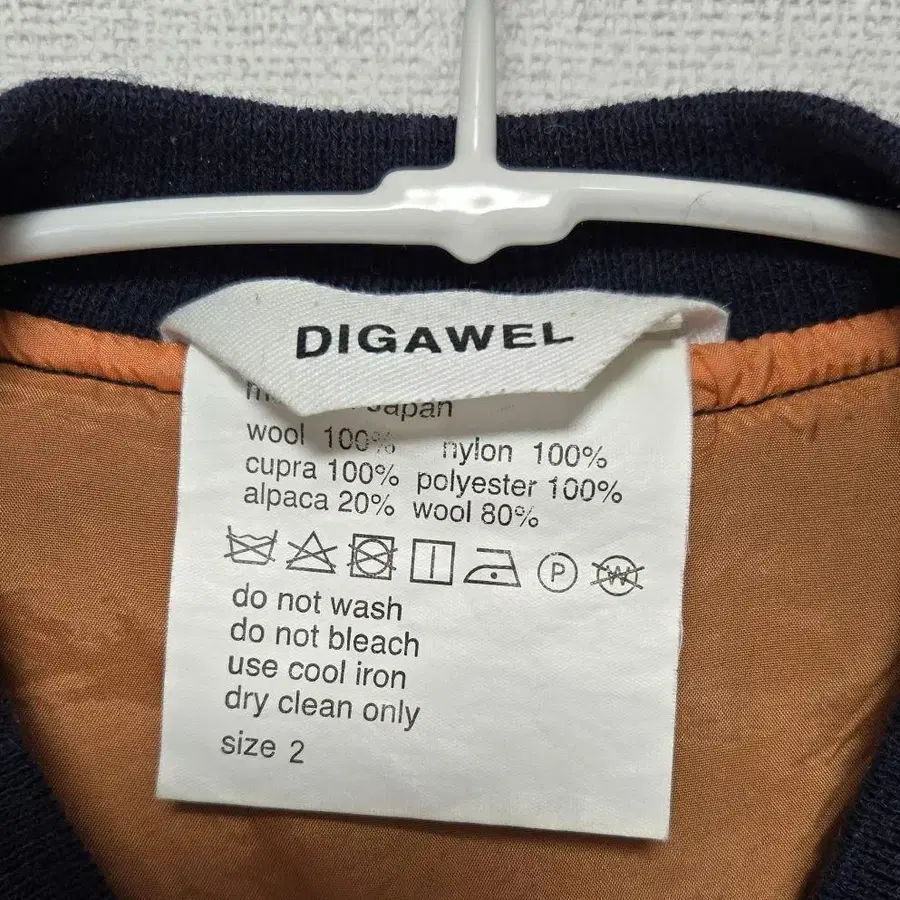 DIGAWEL
Japan
wool 100% nylon 100%
cupra 100% polyester 100%
alpaca 20% wool 80%
P W
do not wash
do not bleach
use cool iron
dry clean only
size 2